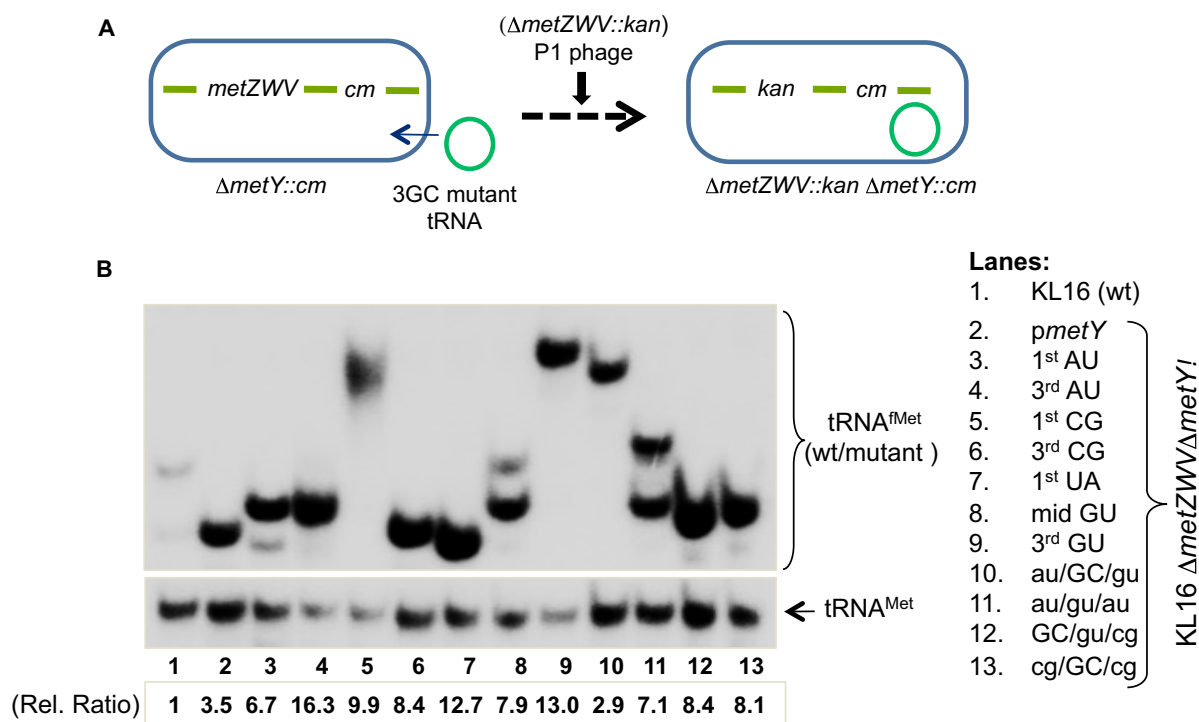 A
(ΔmetZWV::kan)
P1 phage
metZWV cm
kan cm
ΔmetY::cm
3GC mutant
tRNA
ΔmetZWV::kan ΔmetY::cm
B
tRNAfMet
(wt/mutant )
tRNAMet
1 2 3 4 5 6 7 8 9 10 11 12 13
(Rel. Ratio) 1 3.5 6.7 16.3 9.9 8.4 12.7 7.9 13.0 2.9 7.1 8.4 8.1
Lanes:
1. KL16 (wt)
2. pmetY
3. 1st AU
4. 3rd AU
5. 1st CG
6. 3rd CG
7. 1st UA
8. mid GU
9. 3rd GU
10. au/GC/gu
11. au/gu/au
12. GC/gu/cg
13. cg/GC/cg
KL16 ΔmetZWVΔmetY!